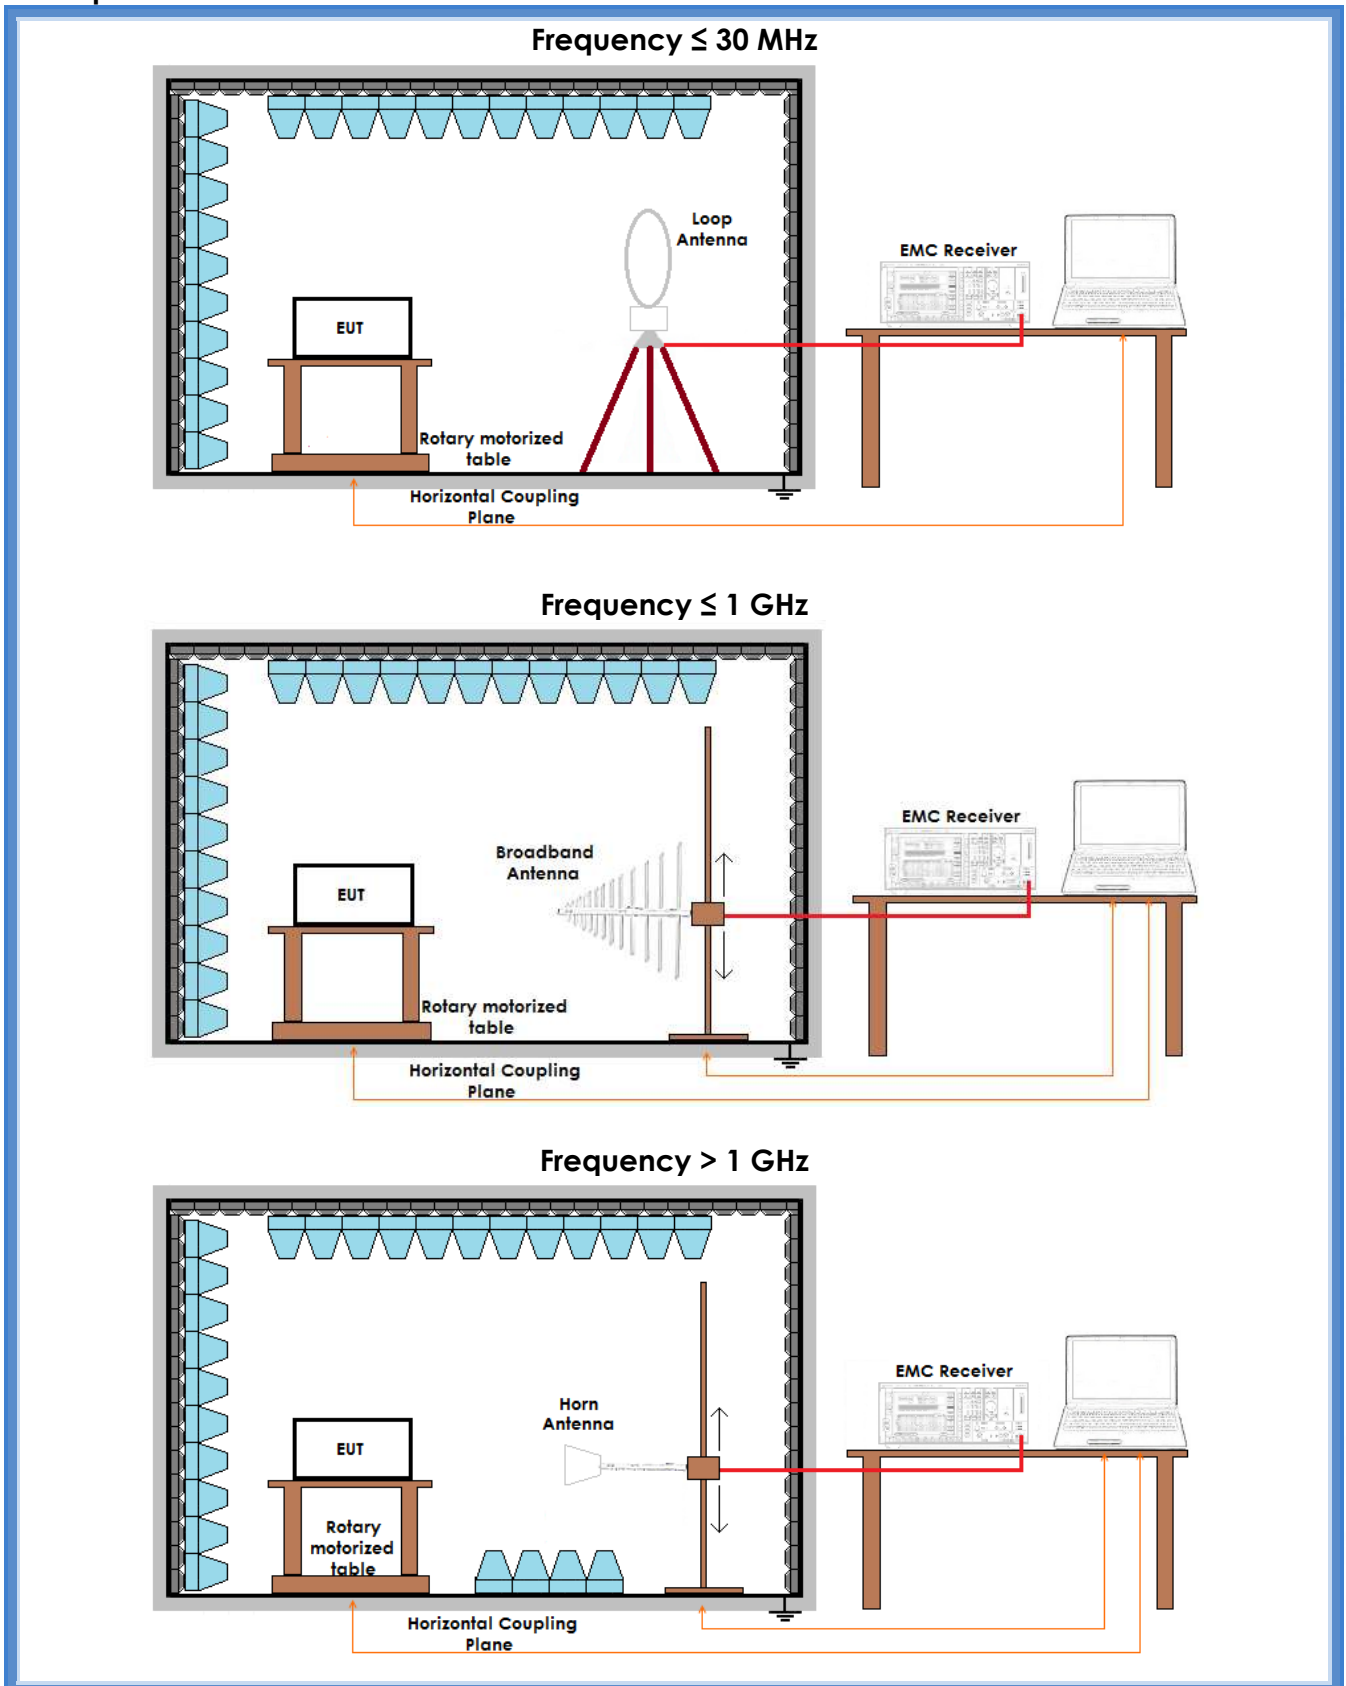 Frequency ≤ 30 MHz
Loop
Antenna
EMC Receiver
EUT
Rotary motorized
table
Horizontal Coupling
Plane
Frequency ≤ 1 GHz
EMC Receiver
Broadband
Antenna
EUT
Rotary motorized
table
Horizontal Coupling
Plane
Frequency > 1 GHz
EMC Receiver
Horn
Antenna
EUT
Rotary
motorized
table
Horizontal Coupling
Plane